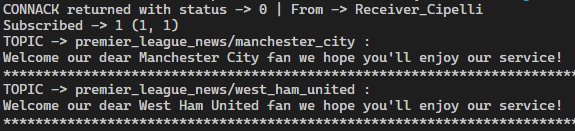 CONNACK returned with status -> 0 | From -> Receiver_Cipelli
Subscribed -> 1 (1, 1)
TOPIC -> premier_league_news/manchester_city :
Welcome our dear Manchester City fan we hope you'll enjoy our service!
************************************************************************
TOPIC -> premier_league_news/west_ham_united :
Welcome our dear West Ham United fan we hope you'll enjoy our service!
************************************************************************